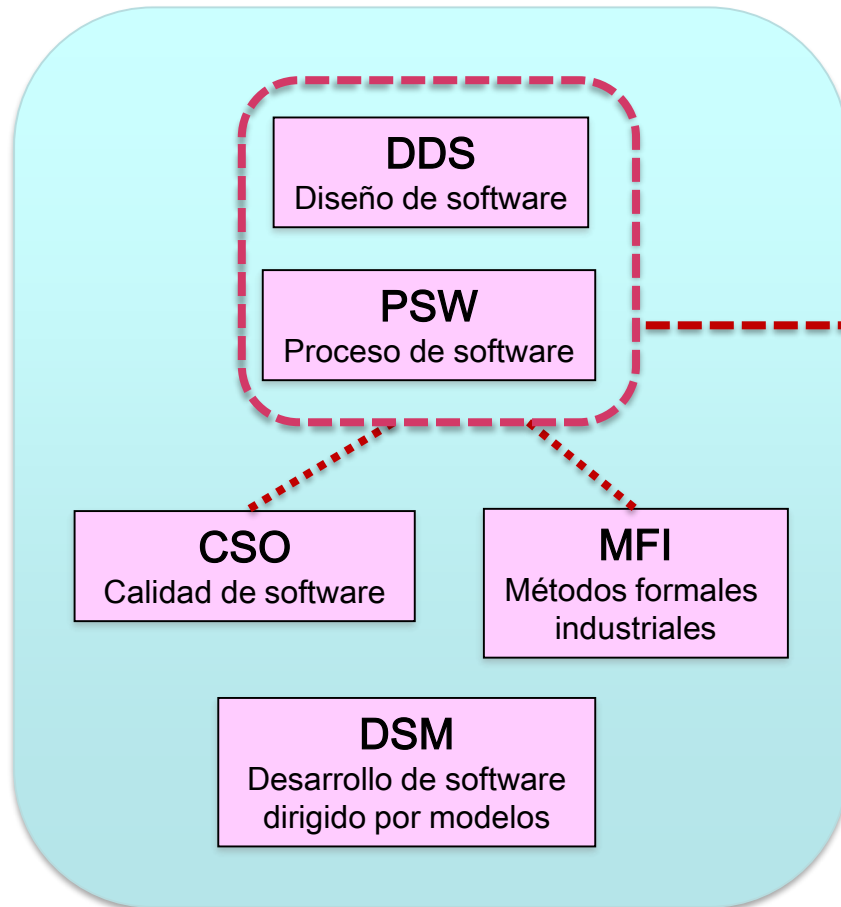 DDS
Diseño de software
PSW
Proceso de software
CSO
Calidad de software
MFI
Métodos formales
industriales
DSM
Desarrollo de software
dirigido por modelos